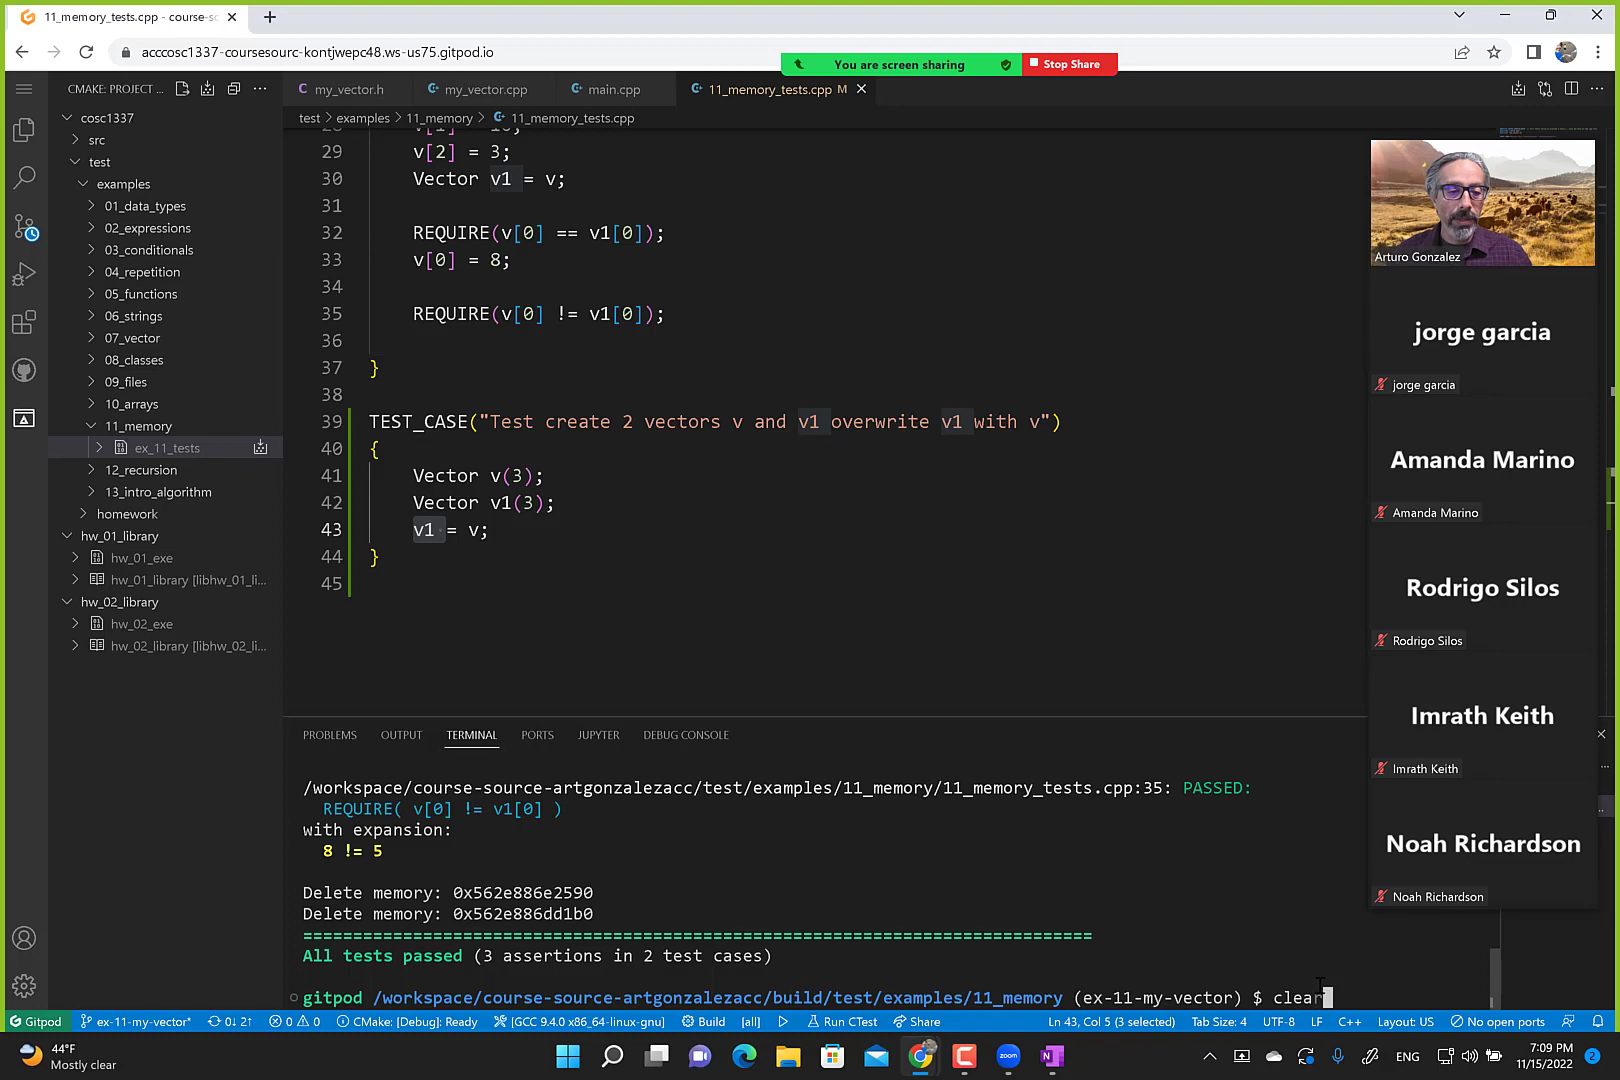 11_memory_tests.cpp - course-so
acccosc1337-coursesourc-kontjwepc48.ws-us75.gitpod.io
You are screen sharing
Stop Share
CMAKE: PROJECT ...
my_vector.h
my_vector.cpp
main.cpp
11_memory_tests.cpp M
test > examples > 11_memory > 11_memory_tests.cpp
cosc1337
src
test
examples
01_data_types
02_expressions
03_conditionals
04_repetition
05_functions
06_strings
07_vector
08_classes
09_files
10_arrays
11_memory
ex_11_tests
12_recursion
13_intro_algorithm
homework
hw_01_library
hw_01_exe
hw_01_library [libhw_01_li...
hw_02_library
hw_02_exe
hw_02_library [libhw_02_li...
29 v[2] = 3;
30 Vector v1 = v;
31
32 REQUIRE(v[0] == v1[0]);
33 v[0] = 8;
34
35 REQUIRE(v[0] != v1[0]);
36
37 }
38
39 TEST_CASE("Test create 2 vectors v and v1 overwrite v1 with v")
40 {
41 Vector v(3);
42 Vector v1(3);
43 v1 = v;
44 }
45
PROBLEMS OUTPUT TERMINAL PORTS JUPYTER DEBUG CONSOLE
/workspace/course-source-artgonzalezacc/test/examples/11_memory/11_memory_tests.cpp:35: PASSED:
REQUIRE( v[0] != v1[0] )
with expansion:
8 != 5
Delete memory: 0x562e886e2590
Delete memory: 0x562e886dd1b0
===============================================================================
All tests passed (3 assertions in 2 test cases)
gitpod /workspace/course-source-artgonzalezacc/build/test/examples/11_memory (ex-11-my-vector) $ clear
Arturo Gonzalez
jorge garcia
jorge garcia
Amanda Marino
Amanda Marino
Rodrigo Silos
Rodrigo Silos
Imrath Keith
Imrath Keith
Noah Richardson
Noah Richardson
Gitpod ex-11-my-vector* 0↓ 2↑ 0 0 CMake: [Debug]: Ready [GCC 9.4.0 x86_64-linux-gnu] Build [all] Run CTest Share Ln 43, Col 5 (3 selected) Tab Size: 4 UTF-8 LF C++ Layout: US No open ports
44°F
Mostly clear
zoom
ENG
7:09 PM
11/15/2022
2